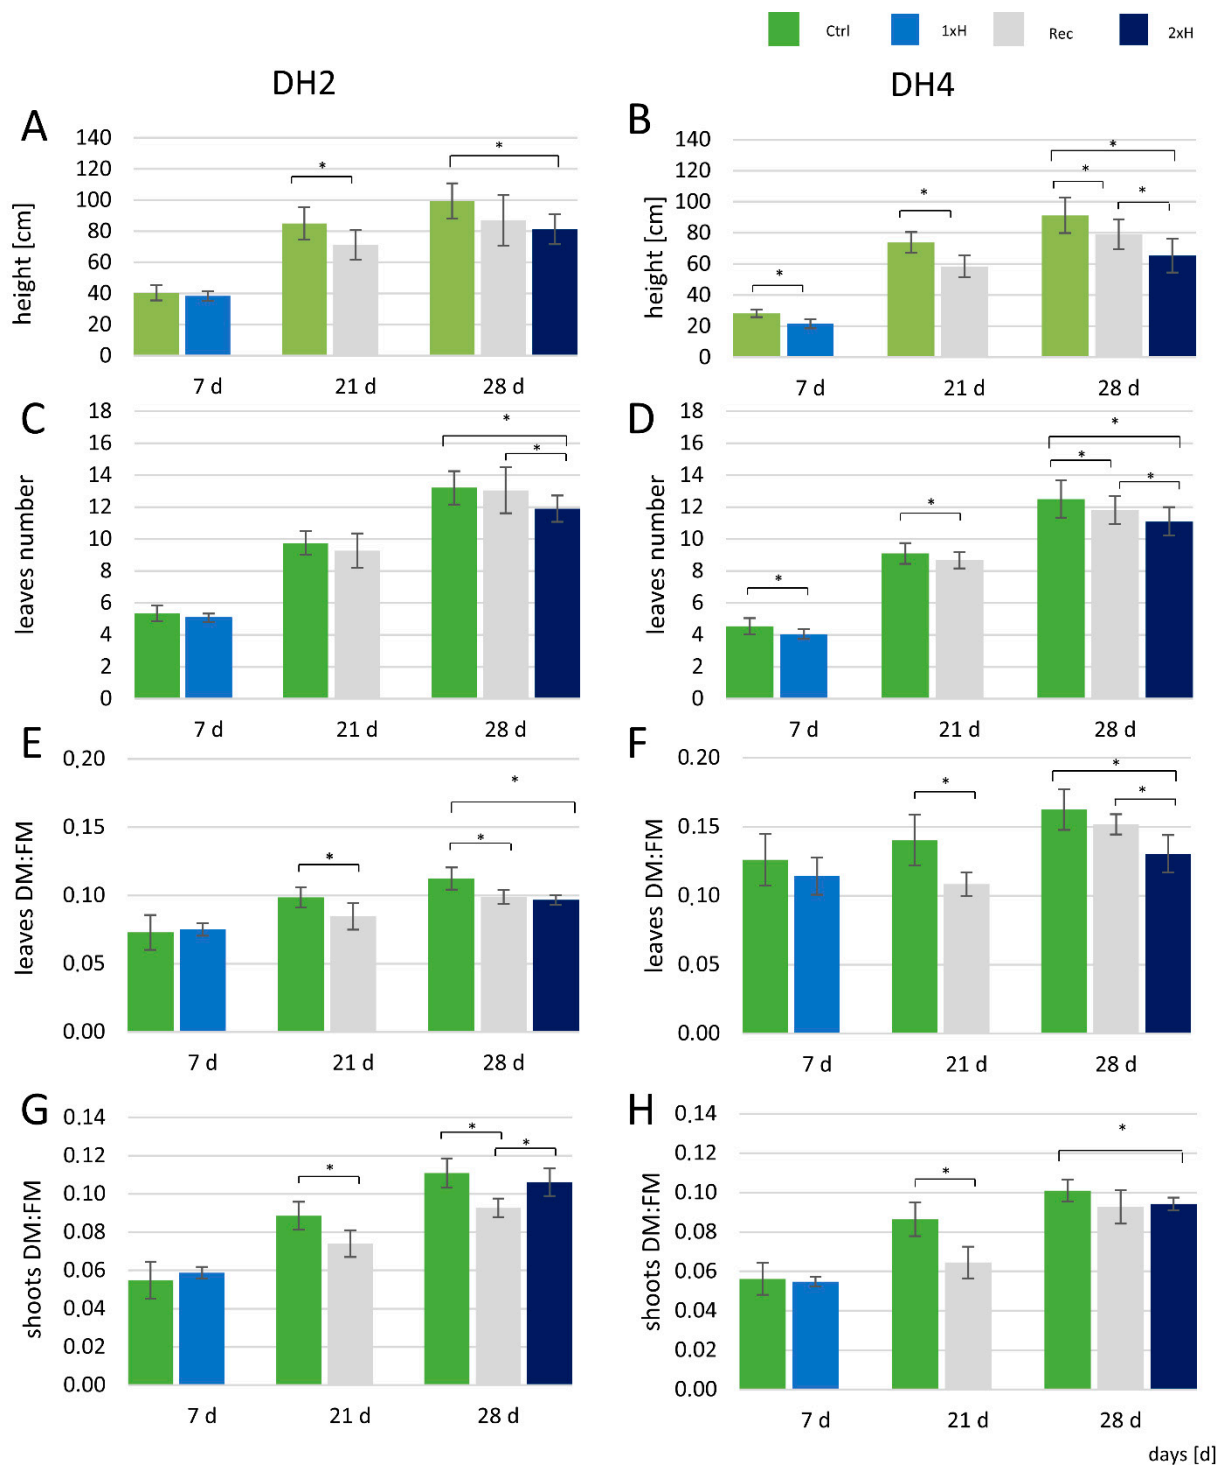 Ctrl 1xH Rec 2xH
DH2 DH4
A
height [cm]
140
120
100
80
60
40
20
0
* *
7 d 21 d 28 d
B
height [cm]
140
120
100
80
60
40
20
0
* * * * *
7 d 21 d 28 d
C
leaves number
18
16
14
12
10
8
6
4
2
0
* *
7 d 21 d 28 d
D
leaves number
18
16
14
12
10
8
6
4
2
0
* * * * *
7 d 21 d 28 d
E
leaves DM:FM
0.20
0.15
0.10
0.05
0.00
* * *
7 d 21 d 28 d
F
leaves DM:FM
0.20
0.15
0.10
0.05
0.00
* * *
7 d 21 d 28 d
G
shoots DM:FM
0.14
0.12
0.10
0.08
0.06
0.04
0.02
0.00
* * *
7 d 21 d 28 d
H
shoots DM:FM
0.14
0.12
0.10
0.08
0.06
0.04
0.02
0.00
* *
7 d 21 d 28 d
days [d]